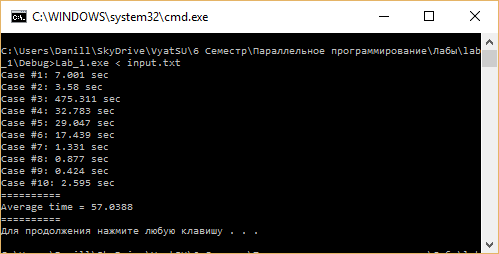 C:\WINDOWS\system32\cmd.exe
C:\Users\Danill\SkyDrive\VyatSU\6 Семестр\Параллельное программирование\Лабы\lab
_1\Debug>Lab_1.exe < input.txt
Case #1: 7.001 sec
Case #2: 3.58 sec
Case #3: 475.311 sec
Case #4: 32.783 sec
Case #5: 29.047 sec
Case #6: 17.439 sec
Case #7: 1.331 sec
Case #8: 0.877 sec
Case #9: 0.424 sec
Case #10: 2.595 sec
==========
Average time = 57.0388
==========
Для продолжения нажмите любую клавишу . . .